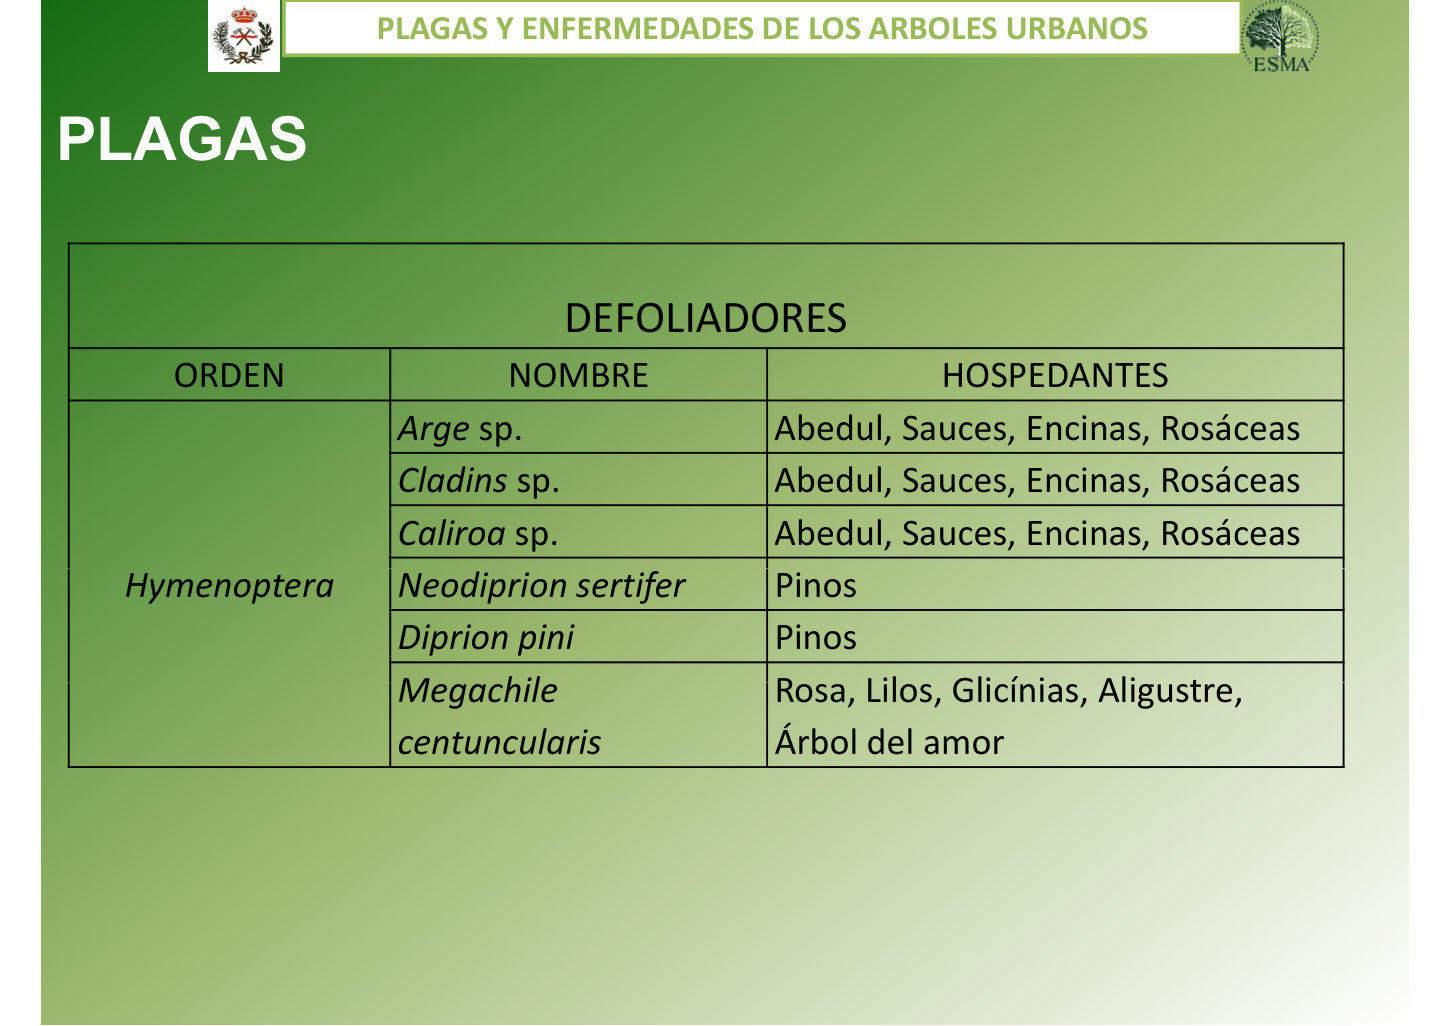 PLAGAS Y ENFERMEDADES DE LOS ARBOLES URBANOS
ESMA
PLAGAS
DEFOLIADORES
ORDEN NOMBRE HOSPEDANTES
Arge sp. Abedul, Sauces, Encinas, Rosáceas
Cladins sp. Abedul, Sauces, Encinas, Rosáceas
Caliroa sp. Abedul, Sauces, Encinas, Rosáceas
Hymenoptera Neodiprion sertifer Pinos
Diprion pini Pinos
Megachile Rosa, Lilos, Glicínias, Aligustre,
centuncularis Árbol del amor